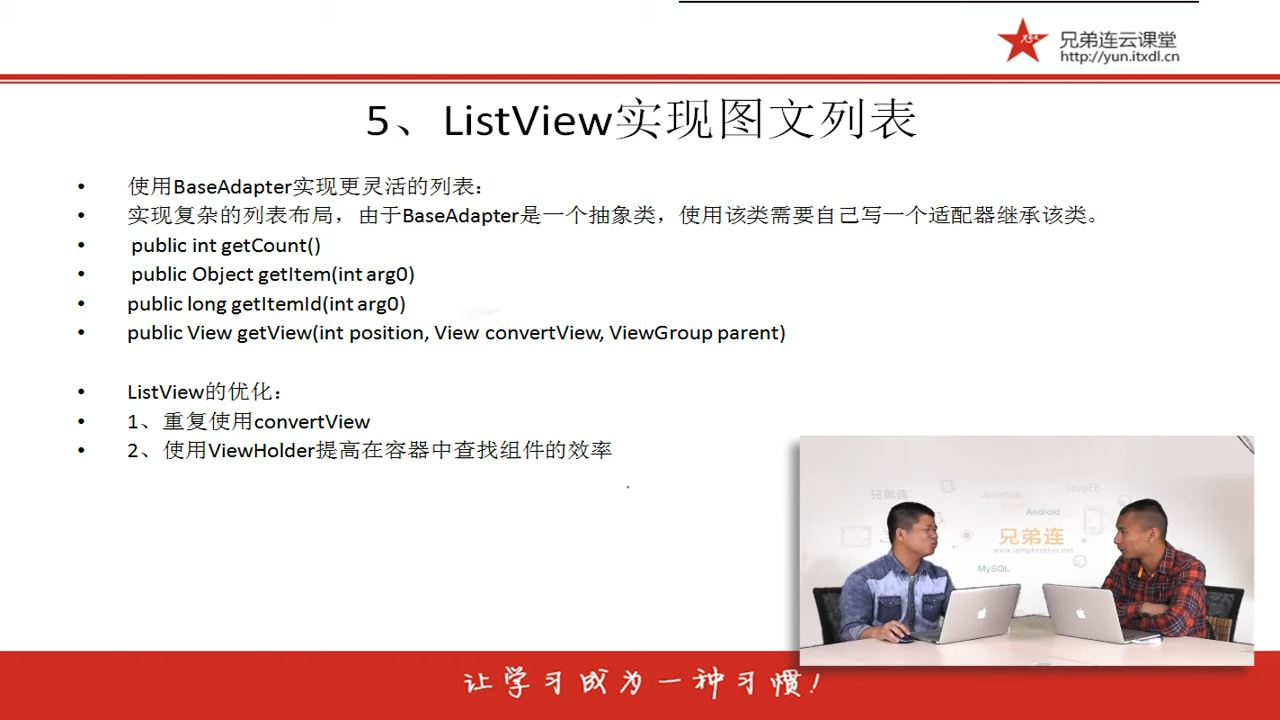 兄弟连云课堂
http://yun.itxdl.cn
5、ListView实现图文列表
• 使用BaseAdapter实现更灵活的列表：
• 实现复杂的列表布局，由于BaseAdapter是一个抽象类，使用该类需要自己写一个适配器继承该类。
• public int getCount()
• public Object getItem(int arg0)
• public long getItemId(int arg0)
• public View getView(int position, View convertView, ViewGroup parent)
• ListView的优化：
• 1、重复使用convertView
• 2、使用ViewHolder提高在容器中查找组件的效率
兄弟连
JavaWeb
JavaEE
Android
兄弟连
www.lampbrother.net
MySQL
让学习成为一种习惯！